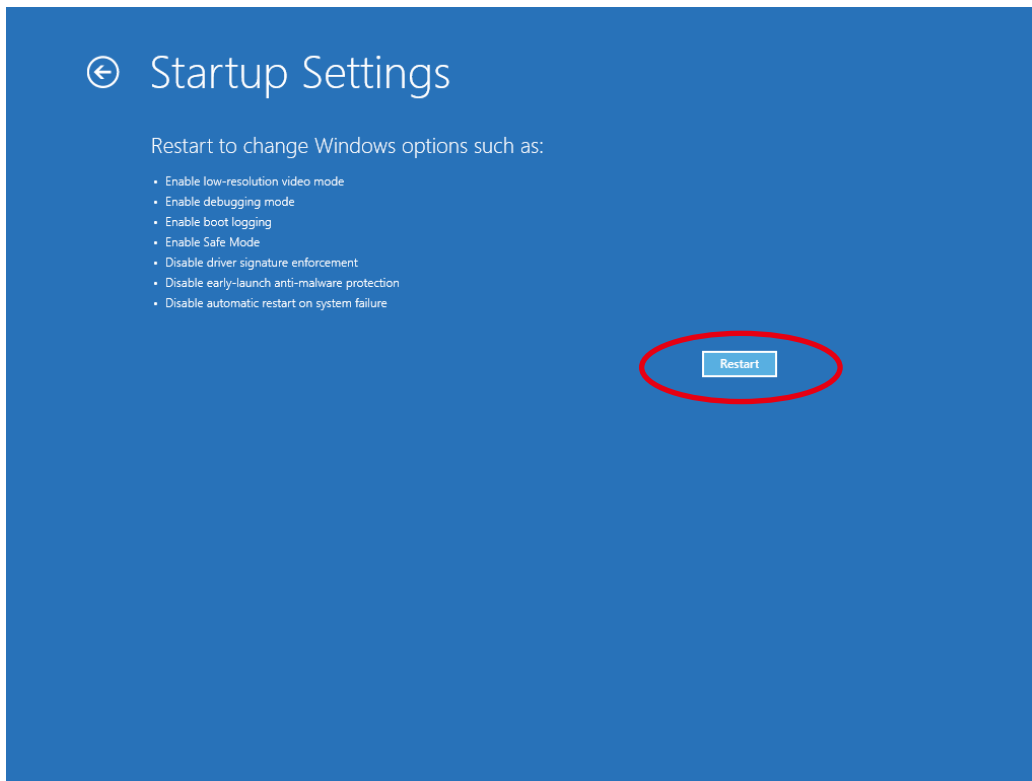 Startup Settings
Restart to change Windows options such as:
• Enable low-resolution video mode
• Enable debugging mode
• Enable boot logging
• Enable Safe Mode
• Disable driver signature enforcement
• Disable early-launch anti-malware protection
• Disable automatic restart on system failure
Restart